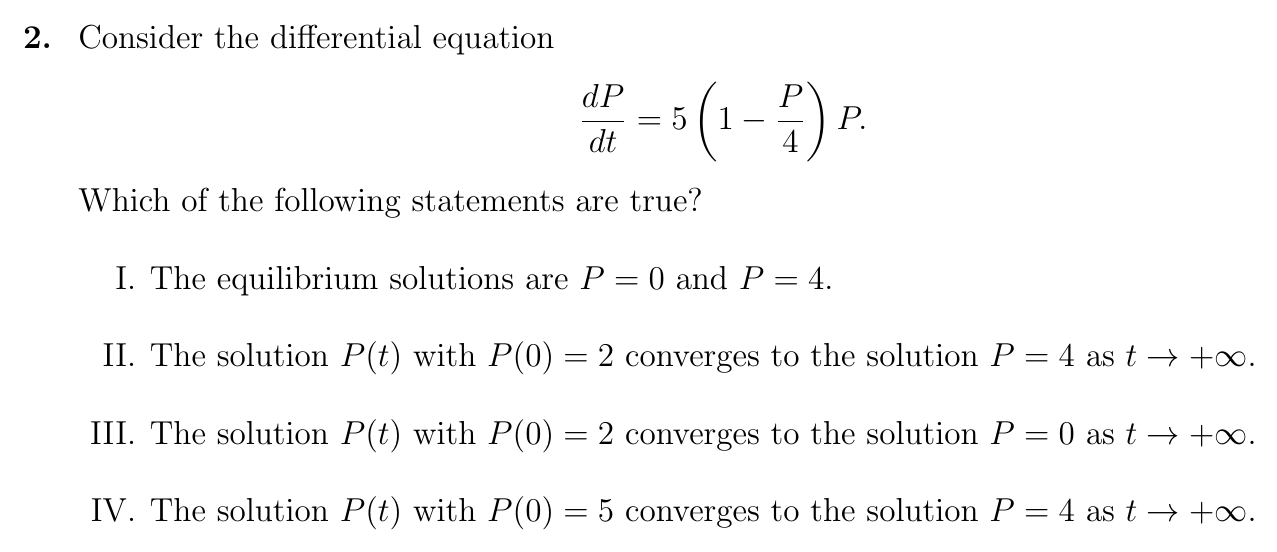 2. Consider the differential equation
dP/dt = 5 (1 − P/4) P.
Which of the following statements are true?
I. The equilibrium solutions are P = 0 and P = 4.
II. The solution P(t) with P(0) = 2 converges to the solution P = 4 as t → +∞.
III. The solution P(t) with P(0) = 2 converges to the solution P = 0 as t → +∞.
IV. The solution P(t) with P(0) = 5 converges to the solution P = 4 as t → +∞.